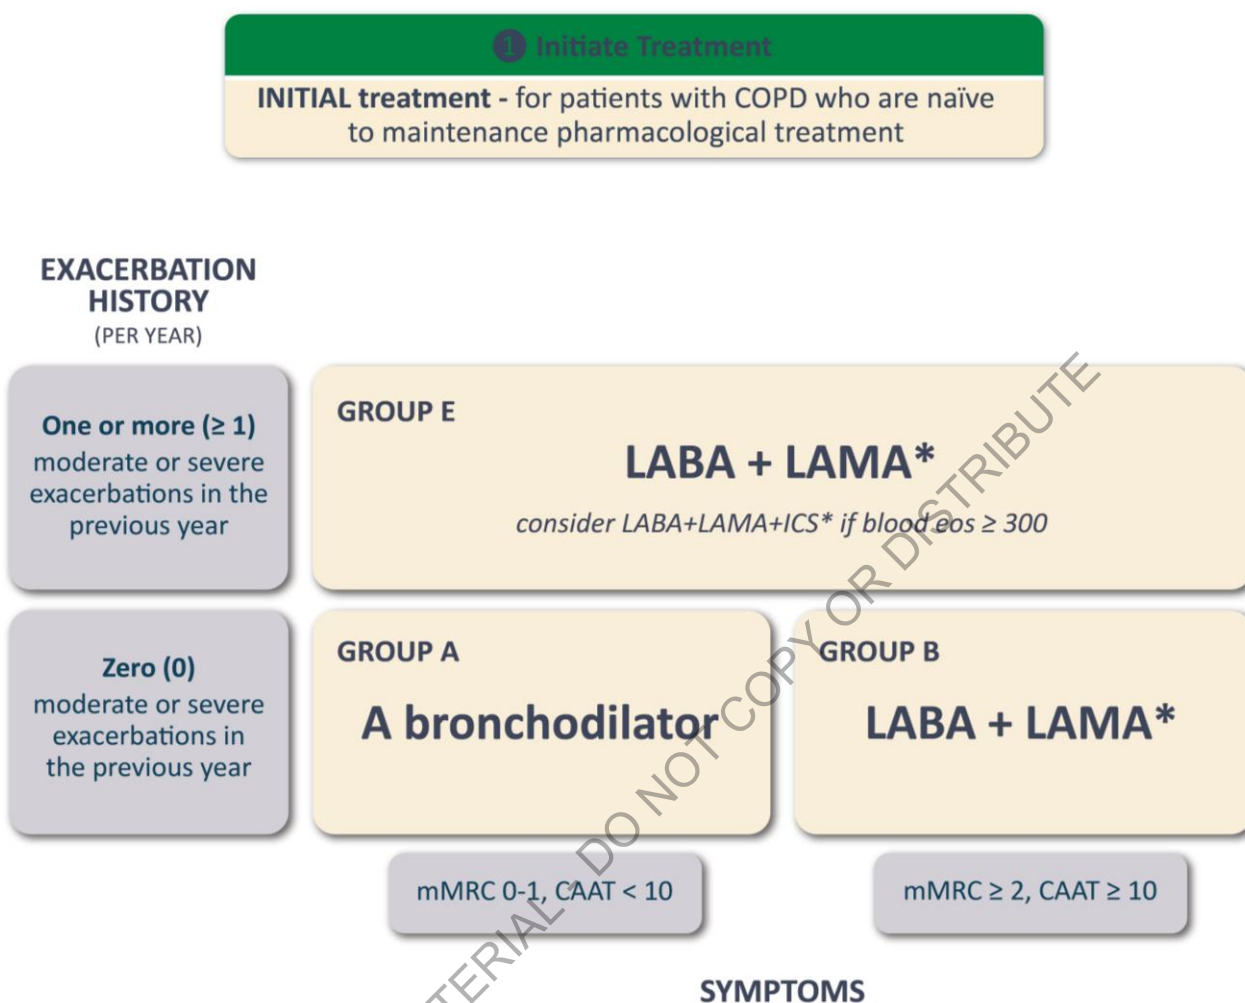 ❶ Initiate Treatment
INITIAL treatment - for patients with COPD who are naïve
to maintenance pharmacological treatment
EXACERBATION
HISTORY
(PER YEAR)
One or more (≥ 1)
moderate or severe
exacerbations in the
previous year
GROUP E
LABA + LAMA*
consider LABA+LAMA+ICS* if blood eos ≥ 300
Zero (0)
moderate or severe
exacerbations in
the previous year
GROUP A
A bronchodilator
GROUP B
LABA + LAMA*
mMRC 0-1, CAAT < 10
mMRC ≥ 2, CAAT ≥ 10
SYMPTOMS
TERIAL - DO NOT COPY OR DISTRIBUTE